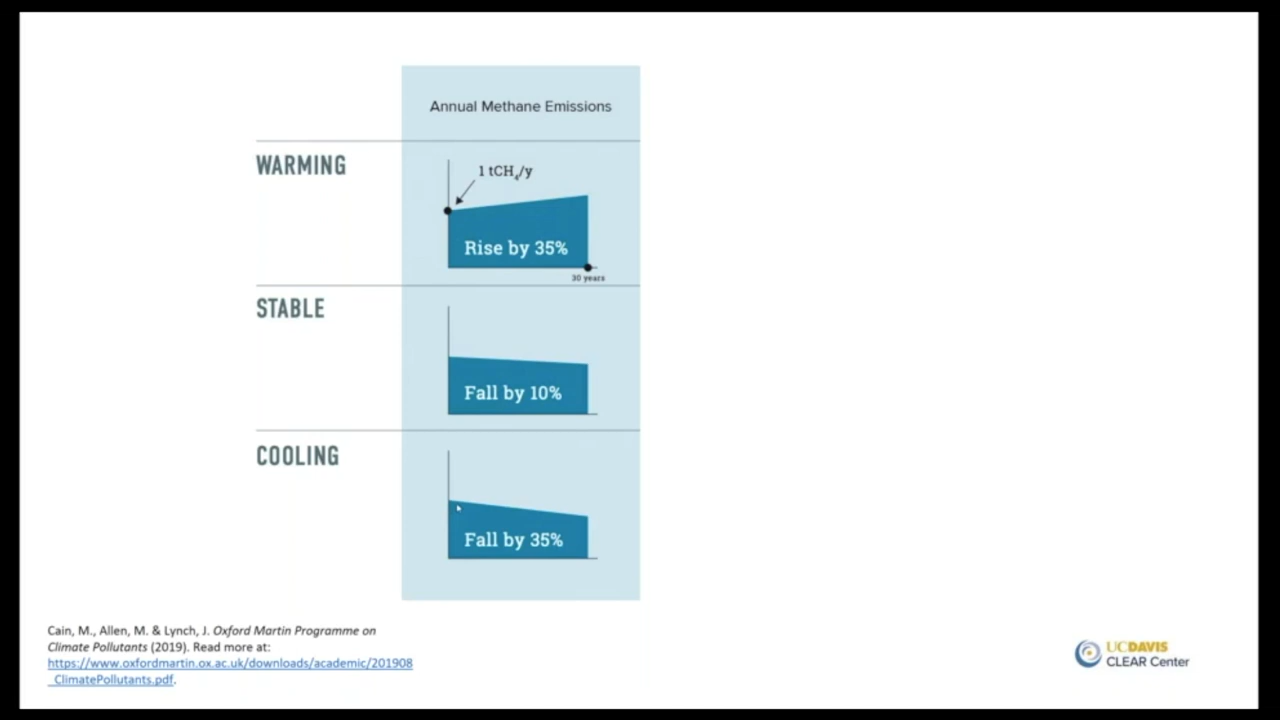 Annual Methane Emissions
WARMING
1 tCH₄/y
Rise by 35%
30 years
STABLE
Fall by 10%
COOLING
Fall by 35%
Cain, M., Allen, M. & Lynch, J. Oxford Martin Programme on
Climate Pollutants (2019). Read more at:
https://www.oxfordmartin.ox.ac.uk/downloads/academic/201908
_ClimatePollutants.pdf.
UCDAVIS
CLEAR Center